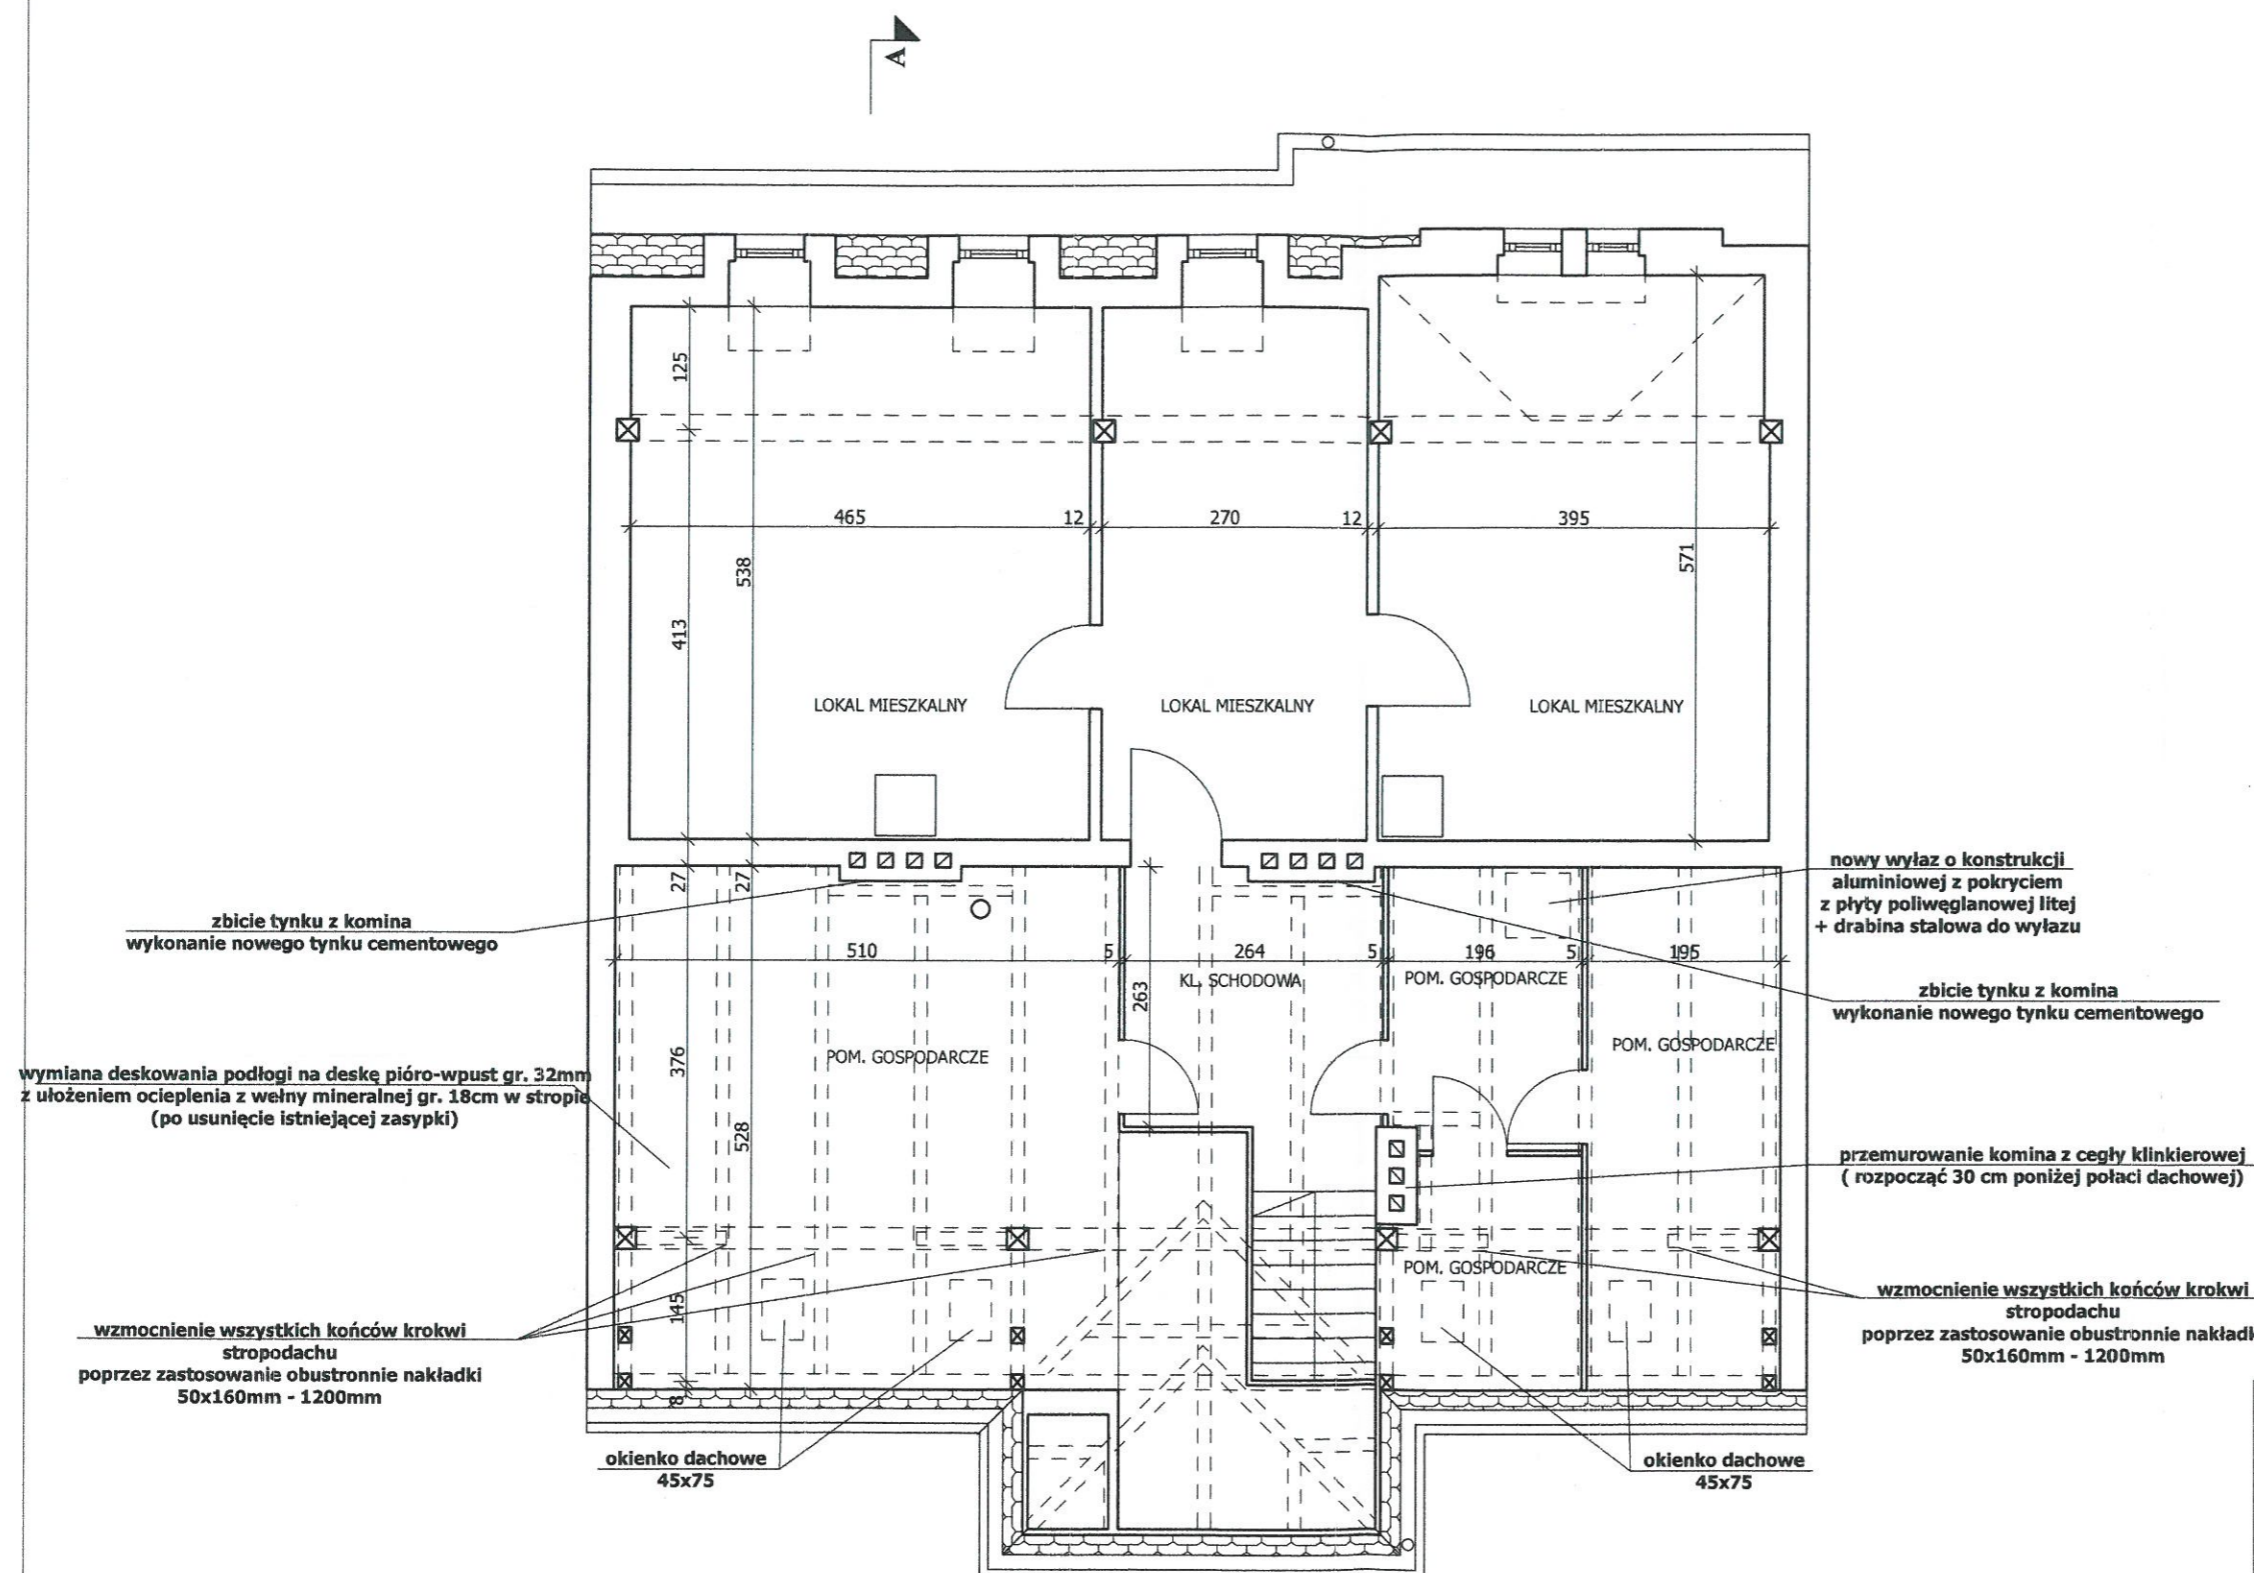 A
125
465
12
270
12
395
538
571
413
LOKAL MIESZKALNY
LOKAL MIESZKALNY
LOKAL MIESZKALNY
27
27
zbicie tynku z komina
wykonanie nowego tynku cementowego
nowy wyłaz o konstrukcji
aluminiowej z pokryciem
z płyty poliwęglanowej litej
+ drabina stalowa do wyłazu
510
5
264
5
196
5
195
KL. SCHODOWA
POM. GOSPODARCZE
263
zbicie tynku z komina
wykonanie nowego tynku cementowego
POM. GOSPODARCZE
POM. GOSPODARCZE
376
wymiana deskowania podłogi na deskę pióro-wpust gr. 32mm
z ułożeniem ocieplenia z wełny mineralnej gr. 18cm w stropie
(po usunięcie istniejącej zasypki)
528
przemurowanie komina z cegły klinkierowej
( rozpocząć 30 cm poniżej połaci dachowej)
POM. GOSPODARCZE
145
wzmocnienie wszystkich końców krokwi
stropodachu
poprzez zastosowanie obustronnie nakładki
50x160mm - 1200mm
wzmocnienie wszystkich końców krokwi
stropodachu
poprzez zastosowanie obustronnie nakładk
50x160mm - 1200mm
8
okienko dachowe
45x75
okienko dachowe
45x75